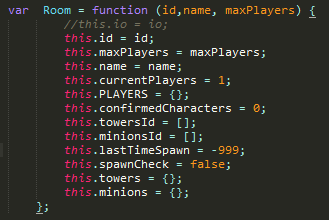 var  Room = function (id,name, maxPlayers) {
//this.io = io;
this.id = id;
this.maxPlayers = maxPlayers;
this.name = name;
this.currentPlayers = 1;
this.PLAYERS = {};
this.confirmedCharacters = 0;
this.towersId = [];
this.minionsId = [];
this.lastTimeSpawn = -999;
this.spawnCheck = false;
this.towers = {};
this.minions = {};
};